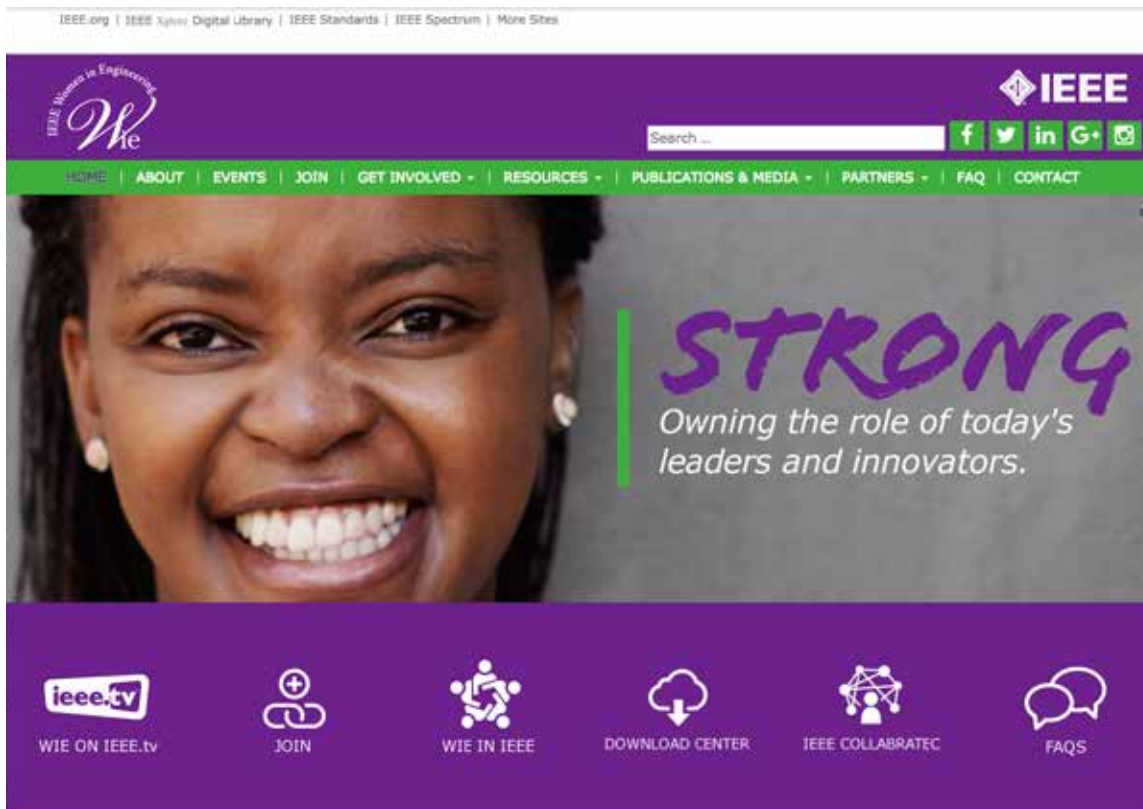 IEEE.org | IEEE Xplore Digital Library | IEEE Standards | IEEE Spectrum | More Sites
IEEE Women in Engineering
Wie
IEEE
Search ...
f in G+
HOME | ABOUT | EVENTS | JOIN | GET INVOLVED | RESOURCES | PUBLICATIONS & MEDIA | PARTNERS | FAQ | CONTACT
STRONG
Owning the role of today's
leaders and innovators.
ieee.tv
WIE ON IEEE.tv JOIN WIE IN IEEE DOWNLOAD CENTER IEEE COLLABRATEC FAQS